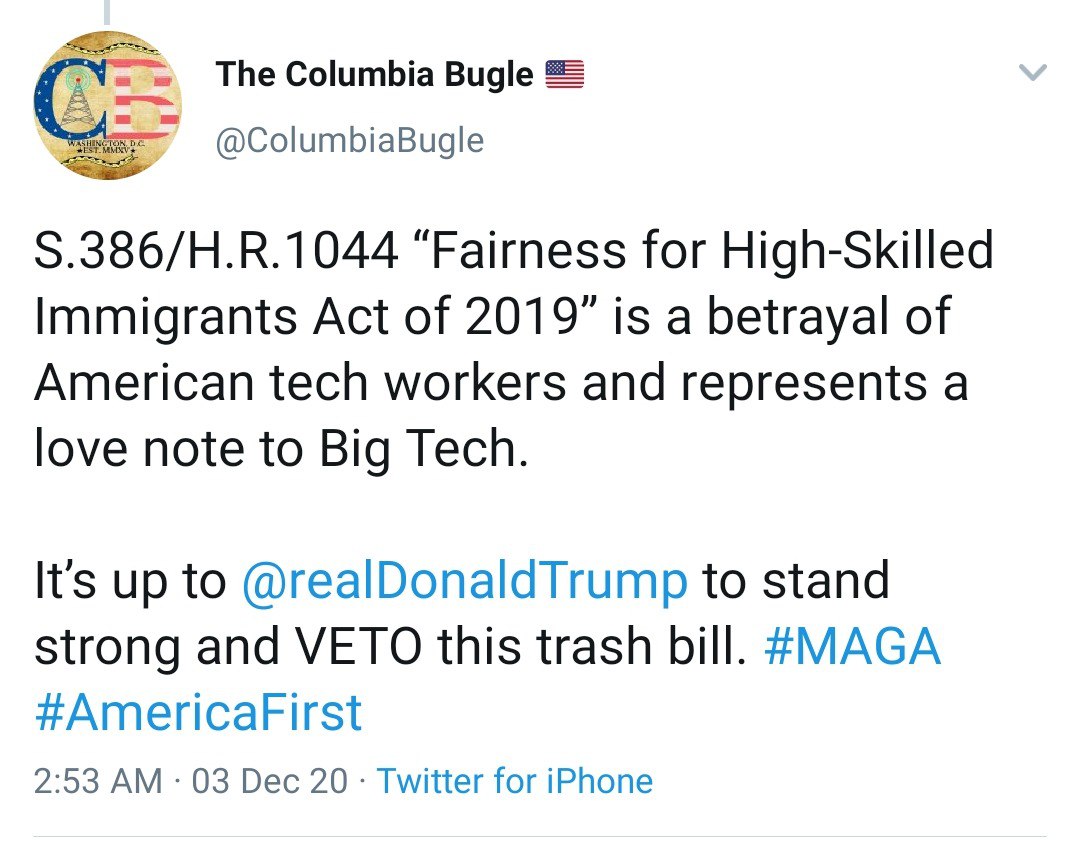 The Columbia Bugle 🇺🇸
@ColumbiaBugle
CB
WASHINGTON, D.C.
★EST. MMXV★
S.386/H.R.1044 “Fairness for High-Skilled
Immigrants Act of 2019” is a betrayal of
American tech workers and represents a
love note to Big Tech.
It’s up to @realDonaldTrump to stand
strong and VETO this trash bill. #MAGA
#AmericaFirst
2:53 AM · 03 Dec 20 · Twitter for iPhone